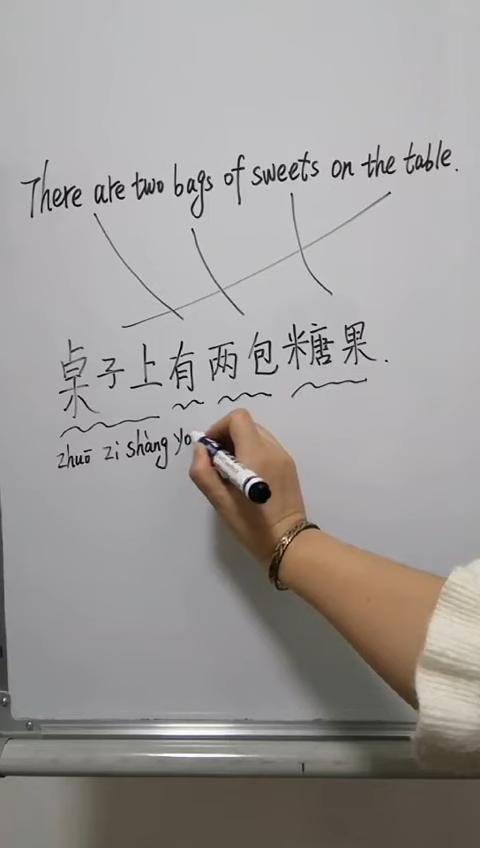 There are two bags of sweets on the table.
桌子上有两包糖果.
zhuō zi shàng yo